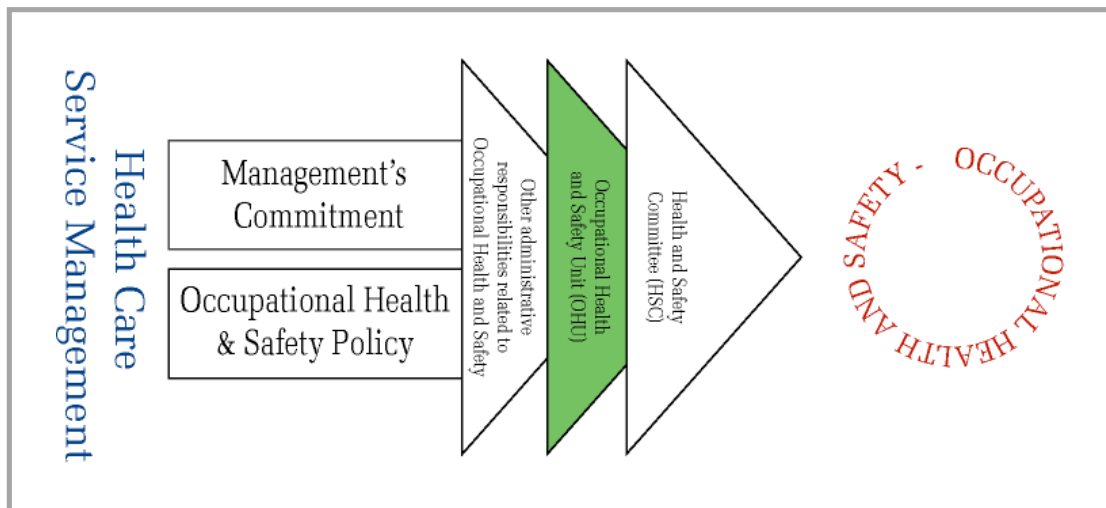 Health Care
Service Management
Management’s
Commitment
Occupational Health
& Safety Policy
Other administrative
responsibilities related to
Occupational Health and Safety
Occupational Health
and Safety Unit (OHU)
Health and Safety
Committee (HSC)
OCCUPATIONAL HEALTH AND SAFETY -